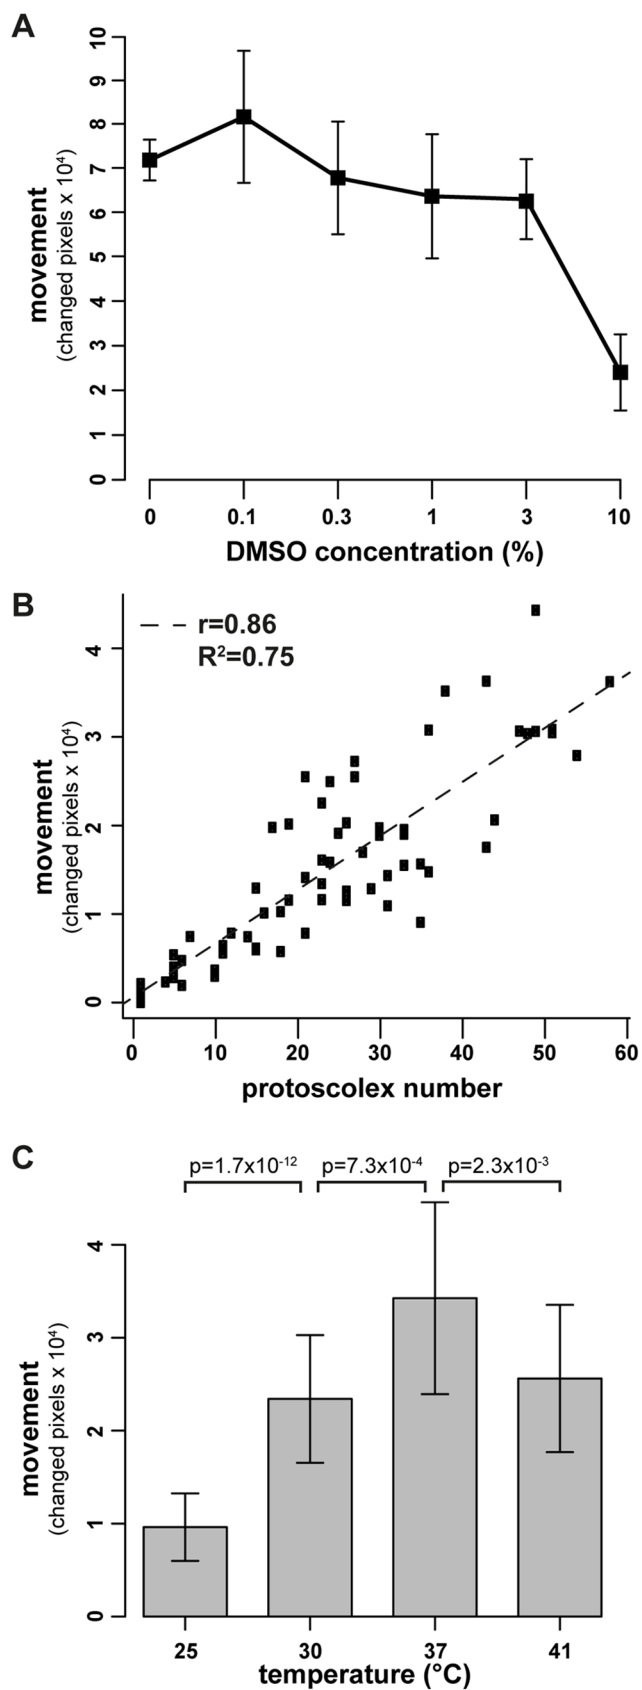 A
10
9
8
7
6
5
4
3
2
1
0
movement
(changed pixels x 10⁴)
0 0.1 0.3 1 3 10
DMSO concentration (%)
B
r=0.86
R²=0.75
4
3
2
1
0
movement
(changed pixels x 10⁴)
0 10 20 30 40 50 60
protoscolex number
C
p=1.7x10⁻¹² p=7.3x10⁻⁴ p=2.3x10⁻³
4
3
2
1
0
movement
(changed pixels x 10⁴)
25 30 37 41
temperature (°C)